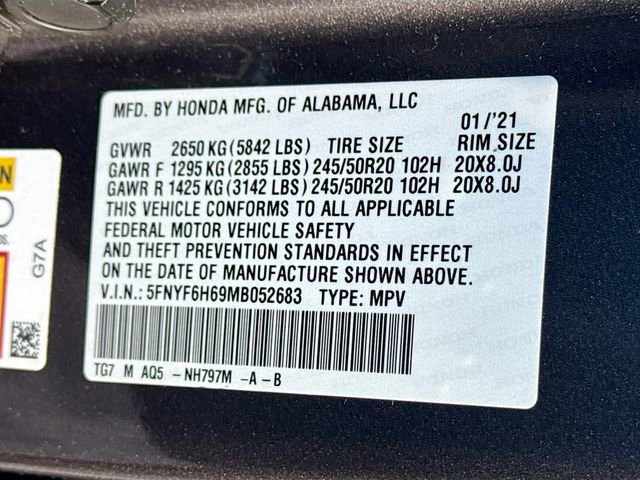 MFD. BY HONDA MFG. OF ALABAMA, LLC
01/'21
GVWR 2650 KG (5842 LBS) TIRE SIZE RIM SIZE
GAWR F 1295 KG (2855 LBS) 245/50R20 102H 20X8.0J
GAWR R 1425 KG (3142 LBS) 245/50R20 102H 20X8.0J
THIS VEHICLE CONFORMS TO ALL APPLICABLE
FEDERAL MOTOR VEHICLE SAFETY
AND THEFT PREVENTION STANDARDS IN EFFECT
ON THE DATE OF MANUFACTURE SHOWN ABOVE.
V.I.N.: 5FNYF6H69MB052683 TYPE: MPV
TG7 M AQ5 -NH797M -A -B
G7A